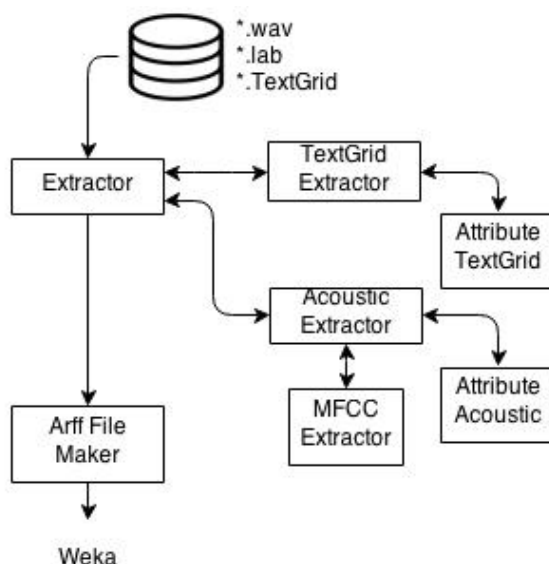 *.wav
*.lab
*.TextGrid
Extractor
TextGrid
Extractor
Attribute
TextGrid
Acoustic
Extractor
MFCC
Extractor
Attribute
Acoustic
Arff File
Maker
Weka